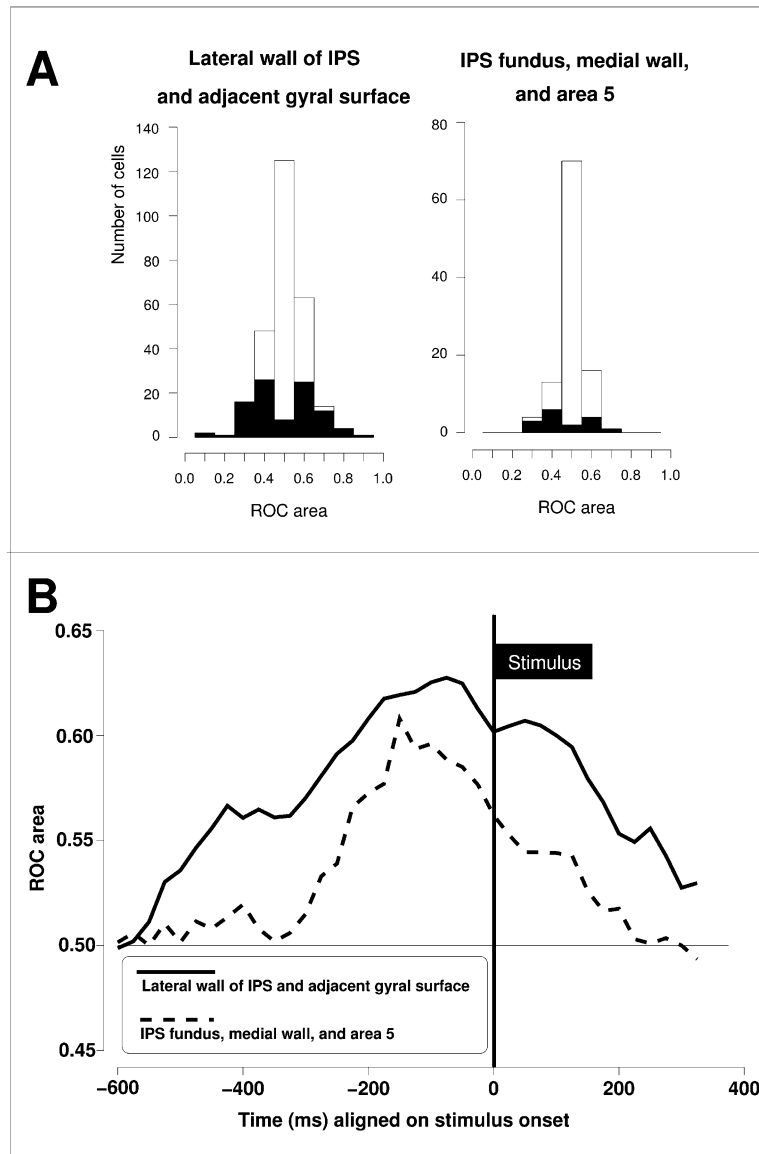 A
Lateral wall of IPS
and adjacent gyral surface
IPS fundus, medial wall,
and area 5
Number of cells
140
120
100
80
60
40
20
0
0.0 0.2 0.4 0.6 0.8 1.0
ROC area
80
60
40
20
0
0.0 0.2 0.4 0.6 0.8 1.0
ROC area
B
ROC area
0.65
0.60
0.55
0.50
0.45
Stimulus
Lateral wall of IPS and adjacent gyral surface
IPS fundus, medial wall, and area 5
−600 −400 −200 0 200 400
Time (ms) aligned on stimulus onset